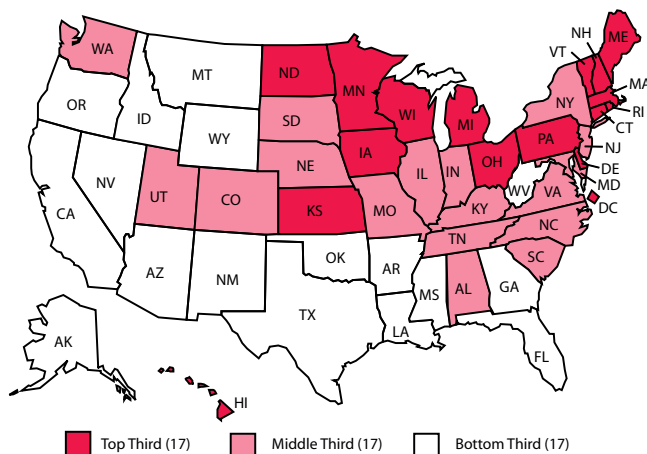 WA
MT
ND
MN
VT
NH
ME
OR
ID
SD
WI
MI
NY
MA
RI
CT
WY
NE
IA
PA
NJ
NV
UT
CO
IL
IN
OH
DE
MD
CA
KS
MO
WV
VA
DC
KY
AZ
NM
OK
TN
NC
SC
AR
TX
MS
AL
GA
LA
AK
FL
HI
Top Third (17)
Middle Third (17)
Bottom Third (17)